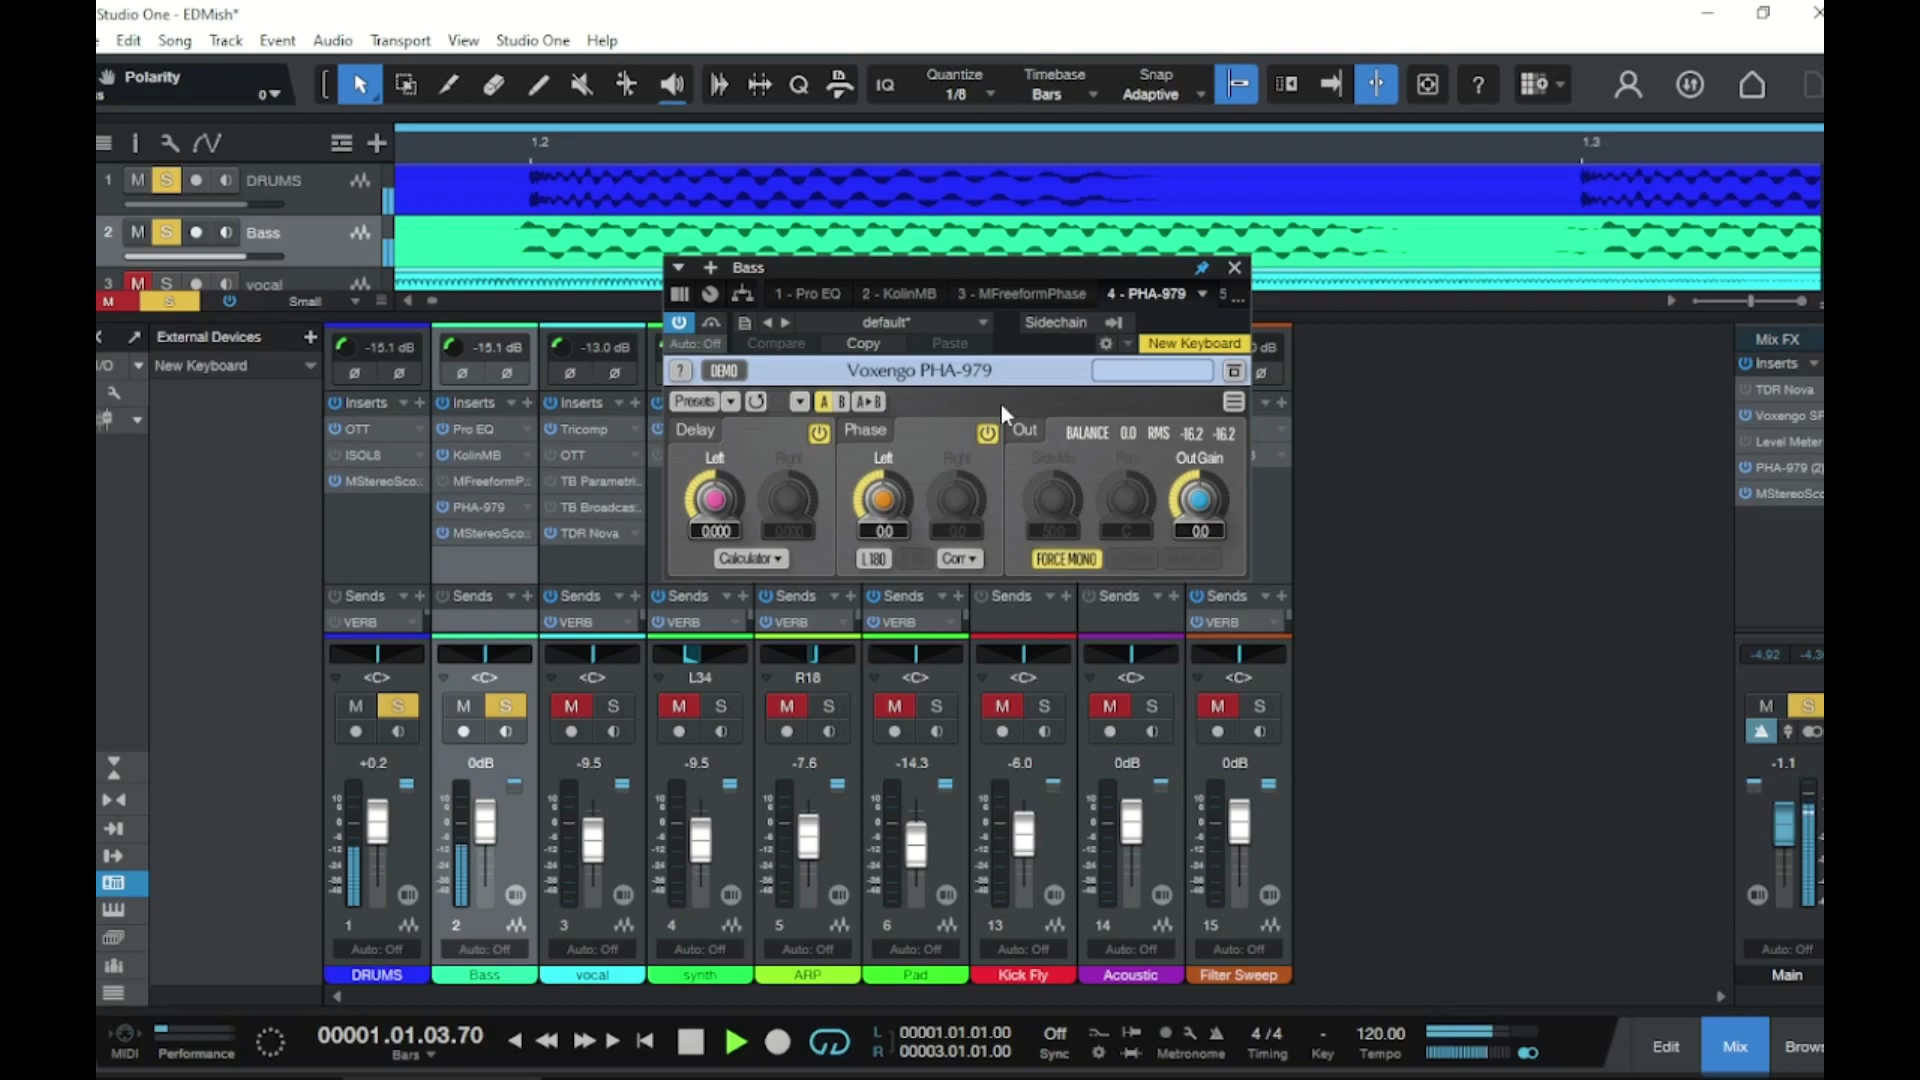 Studio One - EDMish*
Edit Song Track Event Audio Transport View Studio One Help
Polarity
0
IQ
Quantize
1/8
Timebase
Bars
Snap
Adaptive
?
1.2
1.3
1 M S DRUMS
2 M S Bass
3 M S vocal
M S Small
Bass
1 - Pro EQ 2 - KolinMB 3 - MFreeformPhase 4 - PHA-979 5 ...
default* Sidechain
Auto: Off Compare Copy Paste New Keyboard
? DEMO Voxengo PHA-979
Presets A B A▸B
Delay Phase Out BALANCE 0.0 RMS -16.2 -16.2
Left Right Left Right Side Mix Pan Out Gain
0.000 0.000 0.0 0.0 50.0 C 0.0
Calculator L 180 Corr FORCE MONO
External Devices
New Keyboard
I/O
-15.1 dB -15.1 dB -13.0 dB dB
Ø Ø Ø Ø Ø Ø Ø
Inserts Inserts Inserts
OTT Pro EQ Tricomp
ISOL8 KolinMB OTT
MStereoSco.. MFreeformP.. TB Parametri..
PHA-979 TB Broadcas..
MStereoSco.. TDR Nova
Mix FX
Inserts
TDR Nova
Voxengo SP
Level Meter
PHA-979 (2)
MStereoSco
Sends Sends Sends Sends Sends Sends Sends Sends Sends
VERB VERB VERB VERB VERB VERB
<C> <C> <C> L34 R18 <C> <C> <C> <C>
M S M S M S M S M S M S M S M S M S
+0.2 0dB -9.5 -9.5 -7.6 -14.3 -6.0 0dB 0dB
-4.92 -4.3
M S
-1.1
1 2 3 4 5 6 13 14 15
Auto: Off Auto: Off Auto: Off Auto: Off Auto: Off Auto: Off Auto: Off Auto: Off Auto: Off Auto: Off
DRUMS Bass vocal synth ARP Pad Kick Fly Acoustic Filter Sweep Main
MIDI Performance
00001.01.03.70
Bars
L 00001.01.01.00
R 00003.01.01.00
Off
Sync
Metronome
4 / 4
Timing
-
Key
120.00
Tempo
Edit Mix Brow